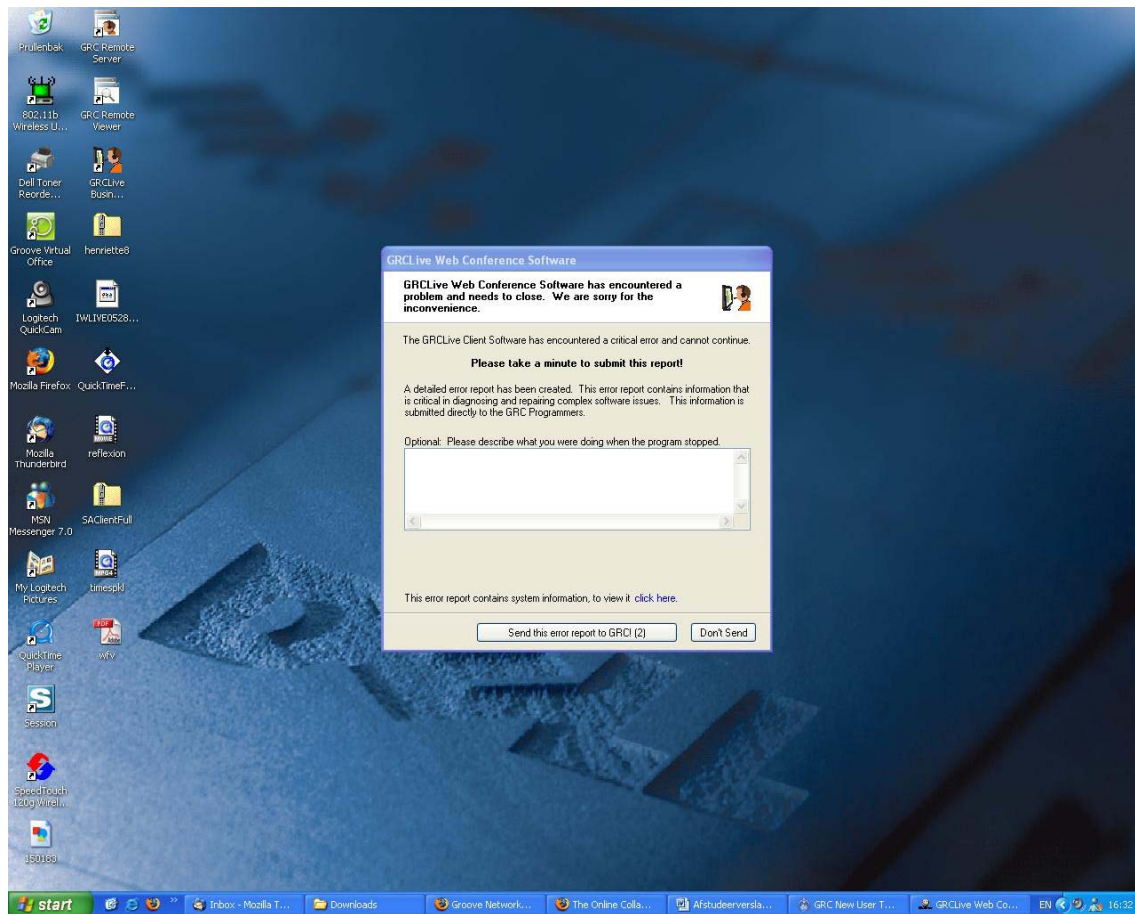 Prullenbak
GRC Remote
Server
802.11b
Wireless U...
GRC Remote
Viewer
Dell Toner
Reorde...
GRCLive
Busin...
Groove Virtual
Office
henriette8
Logitech
QuickCam
IWLIVE0528...
Mozilla Firefox
QuickTimeF...
Mozilla
Thunderbird
MOVIE
reflexion
MSN
Messenger 7.0
SAClientFull
My Logitech
Pictures
MPG4
timespkl
QuickTime
Player
PDF
Adobe
wfv
S
Session
SpeedTouch
120g Wirel...
150163
GRCLive Web Conference Software
GRCLive Web Conference Software has encountered a
problem and needs to close. We are sorry for the
inconvenience.
The GRCLive Client Software has encountered a critical error and cannot continue.
Please take a minute to submit this report!
A detailed error report has been created. This error report contains information that
is critical in diagnosing and repairing complex software issues. This information is
submitted directly to the GRC Programmers.
Optional: Please describe what you were doing when the program stopped.
This error report contains system information, to view it click here.
Send this error report to GRC! (2)
Don't Send
start
Inbox - Mozilla T...
Downloads
Groove Network...
The Online Colla...
Afstudeerversla...
GRC New User T...
GRCLive Web Co...
EN
16:32